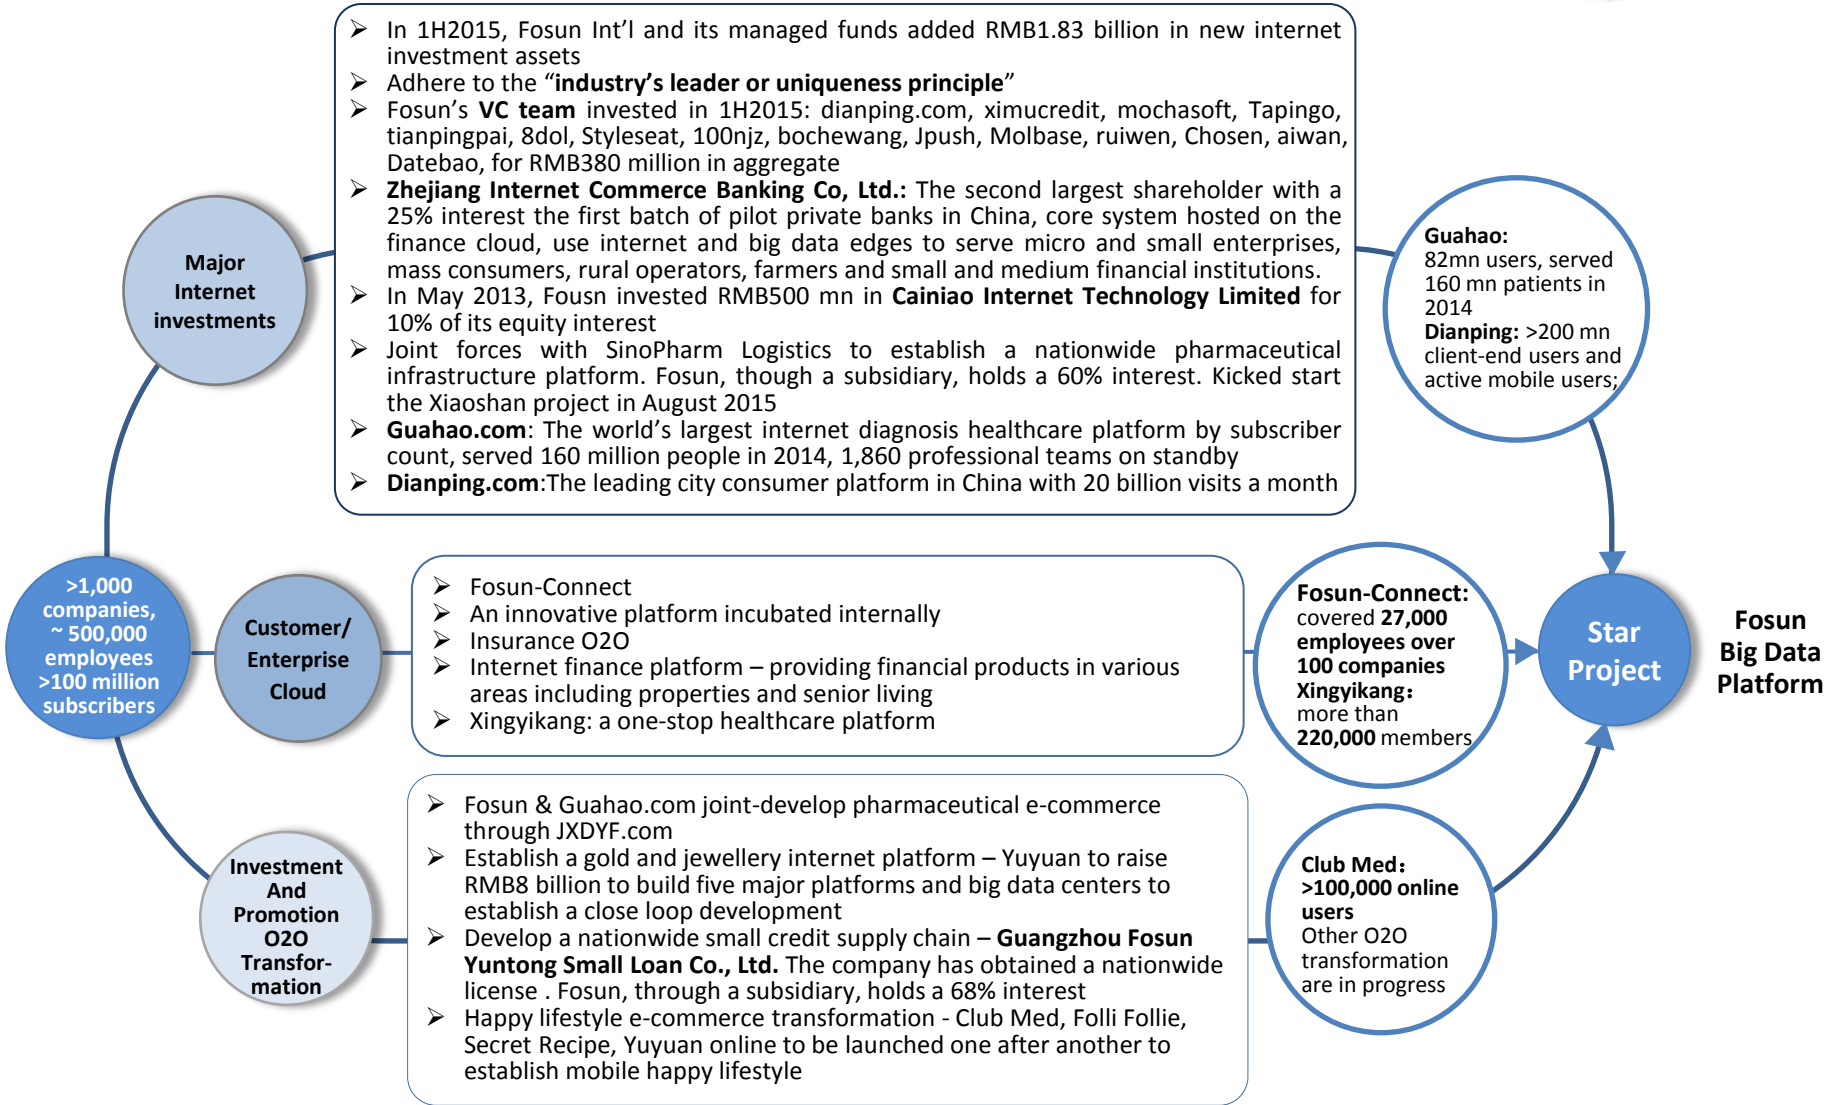 ➢ In 1H2015, Fosun Int'l and its managed funds added RMB1.83 billion in new internet
investment assets
➢ Adhere to the “industry’s leader or uniqueness principle”
➢ Fosun’s VC team invested in 1H2015: dianping.com, ximucredit, mochasoft, Tapingo,
tianpingpai, 8dol, Styleseat, 100njz, bochewang, Jpush, Molbase, ruiwen, Chosen, aiwan,
Datebao, for RMB380 million in aggregate
➢ Zhejiang Internet Commerce Banking Co, Ltd.: The second largest shareholder with a
25% interest the first batch of pilot private banks in China, core system hosted on the
finance cloud, use internet and big data edges to serve micro and small enterprises,
mass consumers, rural operators, farmers and small and medium financial institutions.
➢ In May 2013, Fousn invested RMB500 mn in Cainiao Internet Technology Limited for
10% of its equity interest
➢ Joint forces with SinoPharm Logistics to establish a nationwide pharmaceutical
infrastructure platform. Fosun, though a subsidiary, holds a 60% interest. Kicked start
the Xiaoshan project in August 2015
➢ Guahao.com: The world’s largest internet diagnosis healthcare platform by subscriber
count, served 160 million people in 2014, 1,860 professional teams on standby
➢ Dianping.com:The leading city consumer platform in China with 20 billion visits a month
Major
Internet
investments
Guahao:
82mn users, served
160 mn patients in
2014
Dianping: >200 mn
client-end users and
active mobile users;
>1,000
companies,
~ 500,000
employees
>100 million
subscribers
Customer/
Enterprise
Cloud
➢ Fosun-Connect
➢ An innovative platform incubated internally
➢ Insurance O2O
➢ Internet finance platform – providing financial products in various
areas including properties and senior living
➢ Xingyikang: a one-stop healthcare platform
Fosun-Connect:
covered 27,000
employees over
100 companies
Xingyikang：
more than
220,000 members
Star
Project
Fosun
Big Data
Platform
Investment
And
Promotion
O2O
Transfor-
mation
➢ Fosun & Guahao.com joint-develop pharmaceutical e-commerce
through JXDYF.com
➢ Establish a gold and jewellery internet platform – Yuyuan to raise
RMB8 billion to build five major platforms and big data centers to
establish a close loop development
➢ Develop a nationwide small credit supply chain – Guangzhou Fosun
Yuntong Small Loan Co., Ltd. The company has obtained a nationwide
license . Fosun, through a subsidiary, holds a 68% interest
➢ Happy lifestyle e-commerce transformation - Club Med, Folli Follie,
Secret Recipe, Yuyuan online to be launched one after another to
establish mobile happy lifestyle
Club Med：
>100,000 online
users
Other O2O
transformation
are in progress